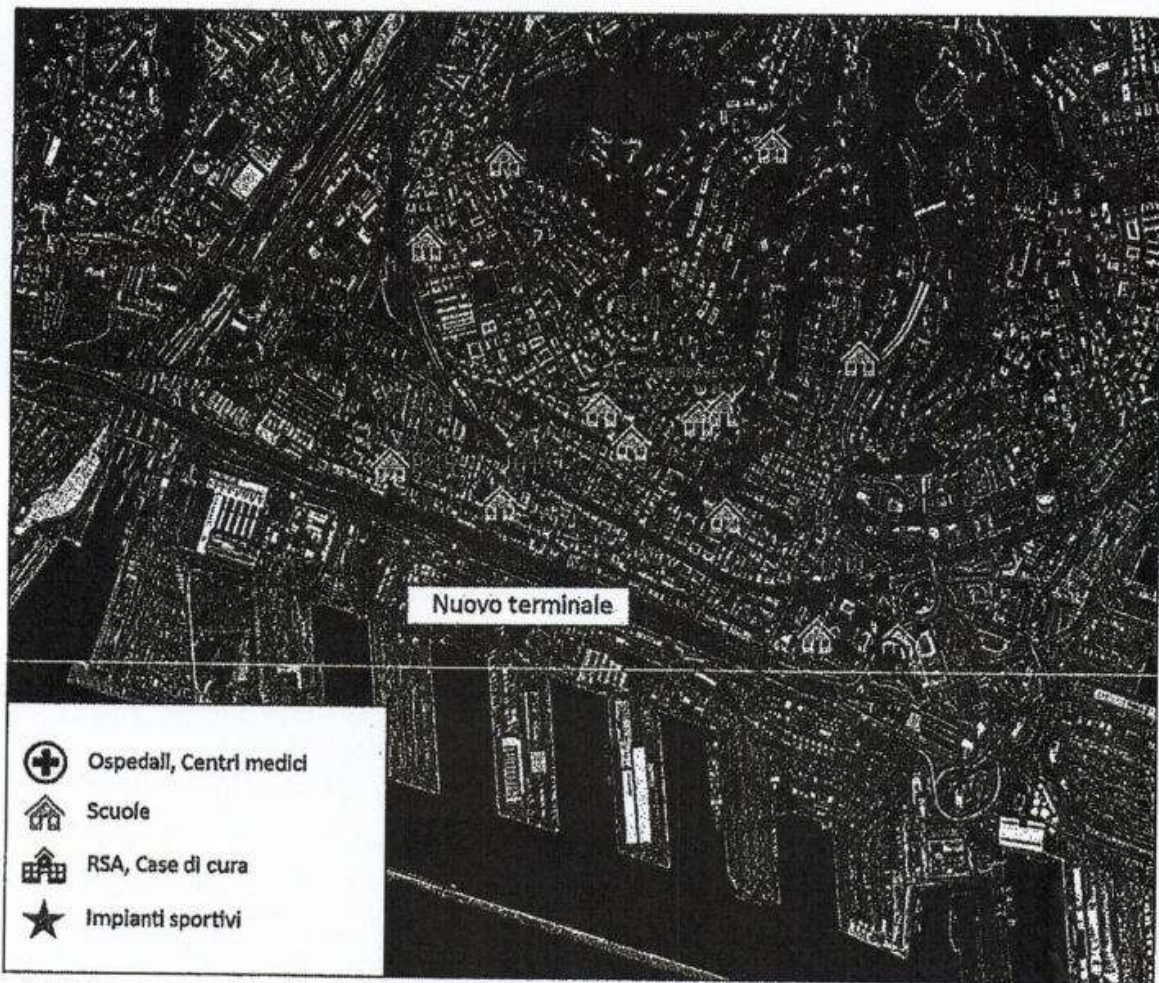 Nuovo terminale
Ospedali, Centri medici
Scuole
RSA, Case di cura
Impianti sportivi